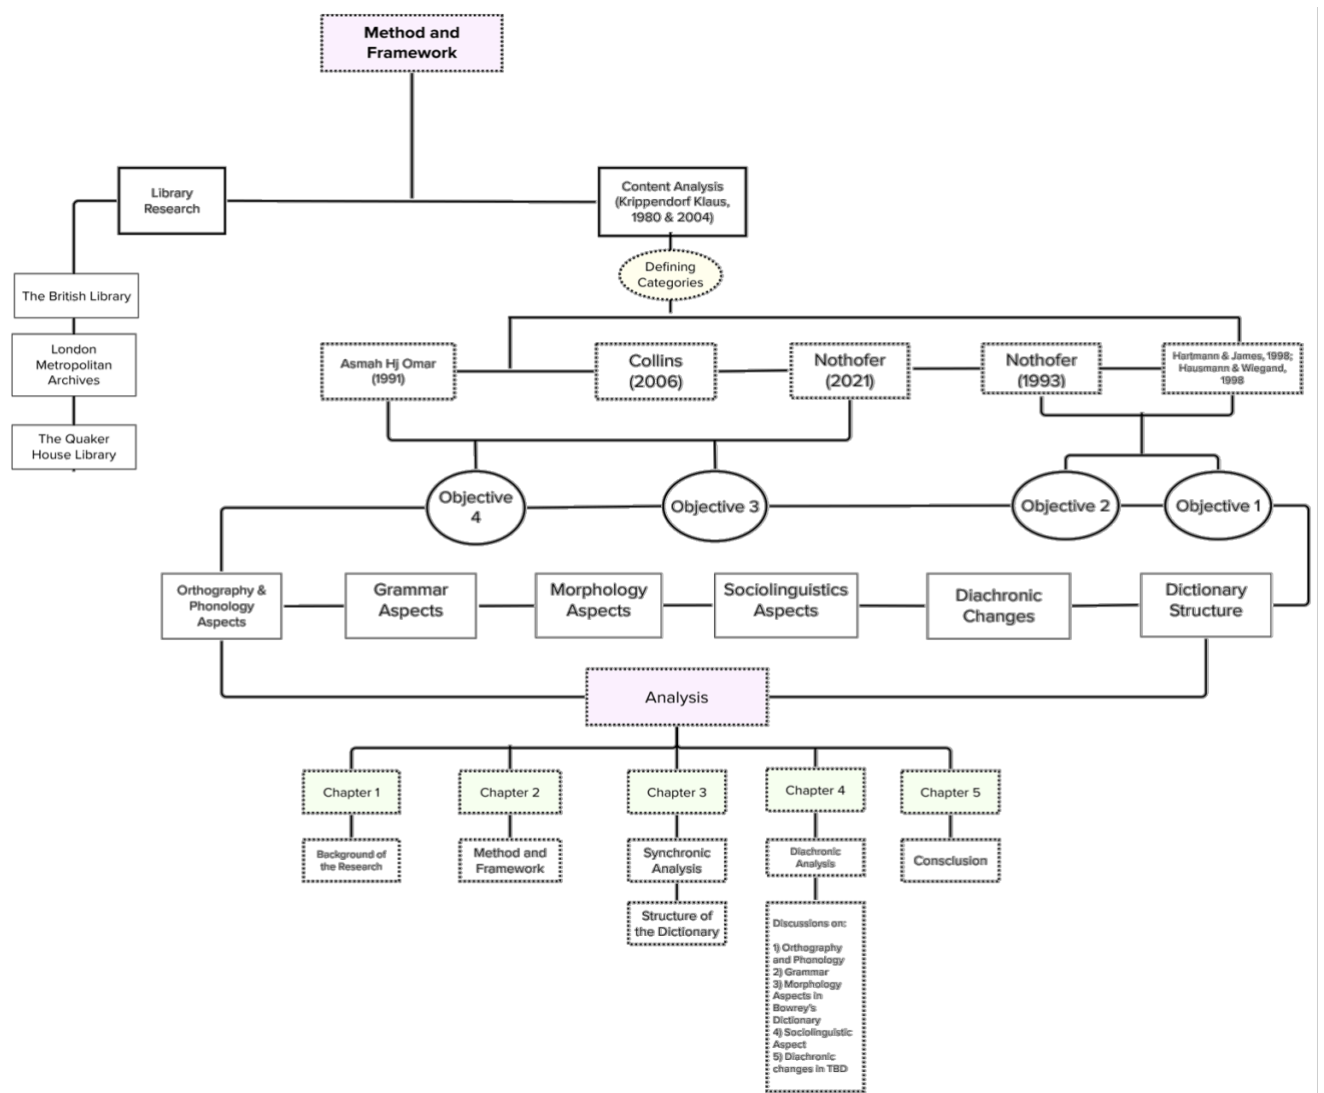 Method and
Framework
Library
Research
Content Analysis
(Krippendorf Klaus,
1980 & 2004)
Defining
Categories
The British Library
London
Metropolitan
Archives
The Quaker
House Library
Asmah Hj Omar
(1991)
Collins
(2006)
Nothofer
(2021)
Nothofer
(1993)
Hartmann & James, 1998;
Hausmann & Wiegand,
1998
Objective
4
Objective 3
Objective 2
Objective 1
Orthography &
Phonology
Aspects
Grammar
Aspects
Morphology
Aspects
Sociolinguistics
Aspects
Diachronic
Changes
Dictionary
Structure
Analysis
Chapter 1
Chapter 2
Chapter 3
Chapter 4
Chapter 5
Background of
the Research
Method and
Framework
Synchronic
Analysis
Diachronic
Analysis
Consclusion
Structure of
the Dictionary
Discussions on:
1) Orthography
and Phonology
2) Grammar
3) Morphology
Aspects in
Bowrey's
Dictionary
4) Sociolinguistic
Aspect
5) Diachronic
changes in TBD